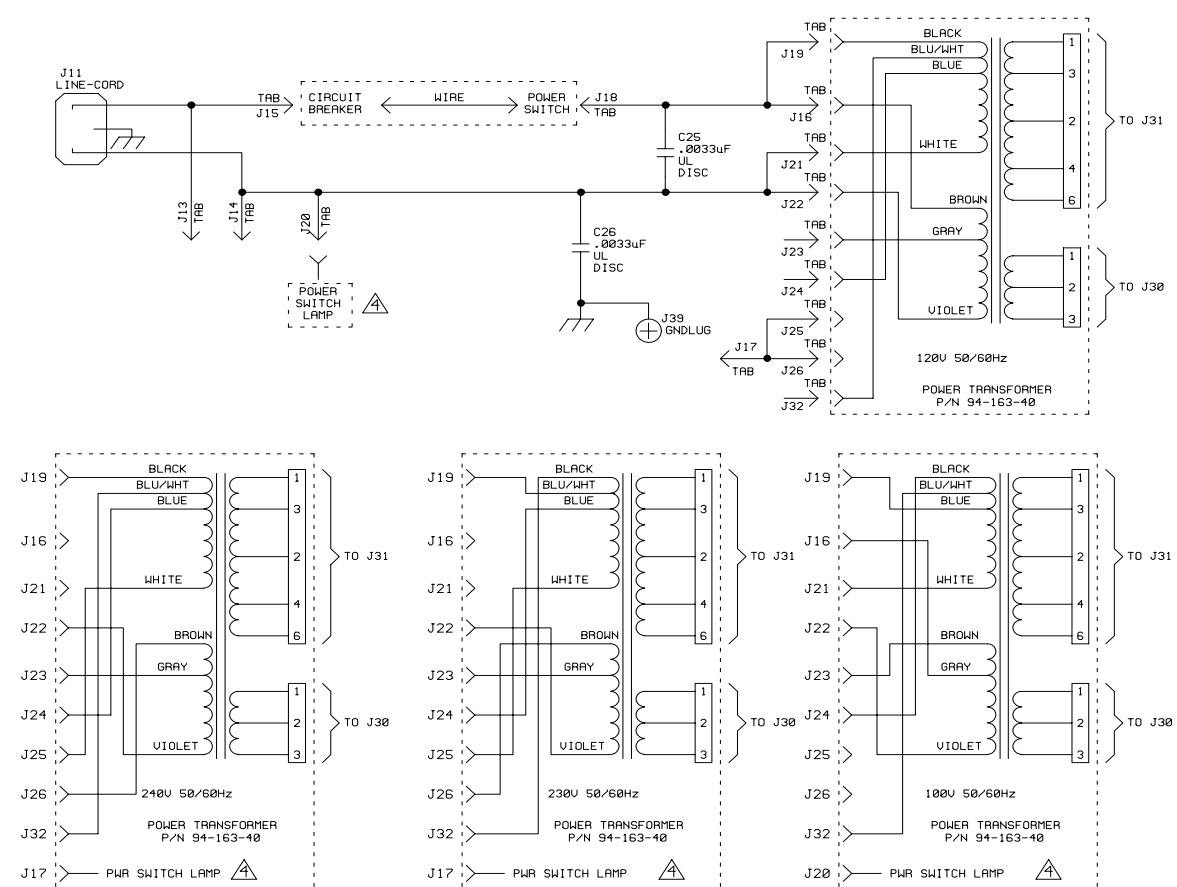 J11
LINE-CORD
TAB
J15
CIRCUIT
BREAKER
WIRE
POWER
SWITCH
J18
TAB
J13
TAB
J14
TAB
J20
TAB
POWER
SWITCH
LAMP
4
C25
.0033uF
UL
DISC
C26
.0033uF
UL
DISC
J39
GNDLUG
J17
TAB
TAB
J19
TAB
J16
TAB
J21
TAB
J22
TAB
J23
TAB
J24
TAB
J25
TAB
J26
TAB
J32
BLACK
BLU/WHT
BLUE
WHITE
BROWN
GRAY
VIOLET
1
3
2
4
6
TO J31
1
2
3
TO J30
120V 50/60Hz
POWER TRANSFORMER
P/N 94-163-40
J19
J16
J21
J22
J23
J24
J25
J26
J32
J17
BLACK
BLU/WHT
BLUE
WHITE
BROWN
GRAY
VIOLET
1
3
2
4
6
TO J31
1
2
3
TO J30
240V 50/60Hz
POWER TRANSFORMER
P/N 94-163-40
PWR SWITCH LAMP 4
J19
J16
J21
J22
J23
J24
J25
J26
J32
J17
BLACK
BLU/WHT
BLUE
WHITE
BROWN
GRAY
VIOLET
1
3
2
4
6
TO J31
1
2
3
TO J30
230V 50/60Hz
POWER TRANSFORMER
P/N 94-163-40
PWR SWITCH LAMP 4
J19
J16
J21
J22
J23
J24
J25
J26
J32
J20
BLACK
BLU/WHT
BLUE
WHITE
BROWN
GRAY
VIOLET
1
3
2
4
6
TO J31
1
2
3
TO J30
100V 50/60Hz
POWER TRANSFORMER
P/N 94-163-40
PWR SWITCH LAMP 4